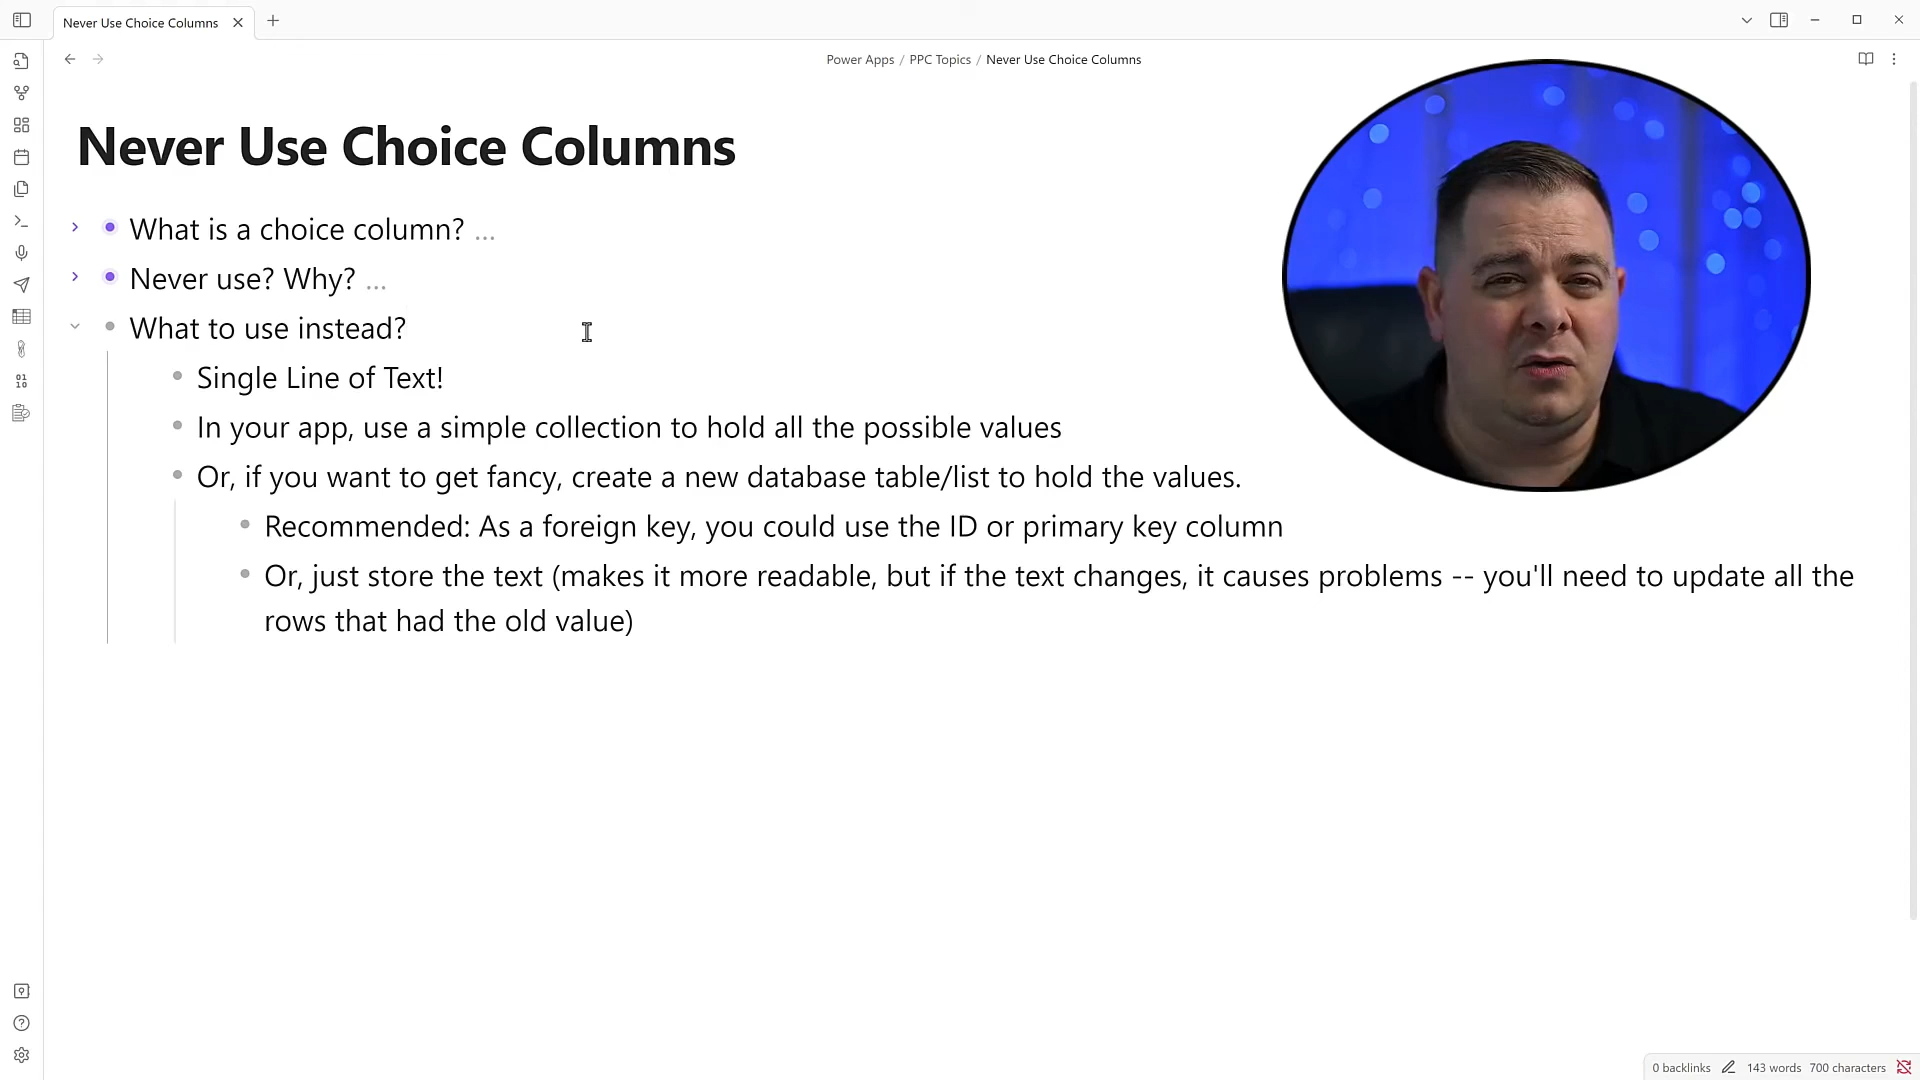 Never Use Choice Columns
Power Apps / PPC Topics / Never Use Choice Columns
Never Use Choice Columns
What is a choice column? ...
Never use? Why? ...
What to use instead?
Single Line of Text!
In your app, use a simple collection to hold all the possible values
Or, if you want to get fancy, create a new database table/list to hold the values.
Recommended: As a foreign key, you could use the ID or primary key column
Or, just store the text (makes it more readable, but if the text changes, it causes problems -- you'll need to update all the
rows that had the old value)
0 backlinks 143 words 700 characters